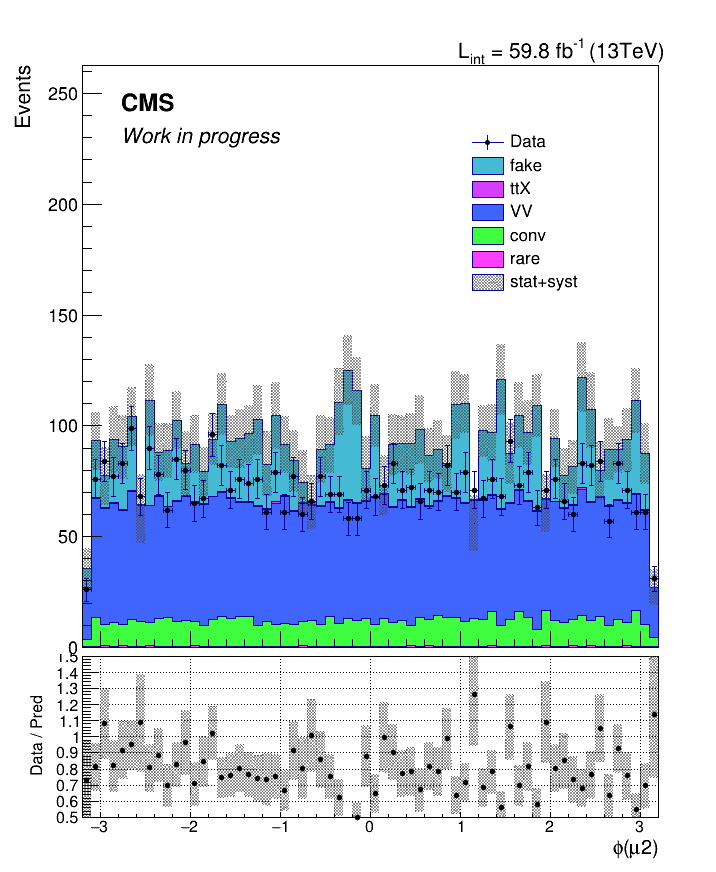 L_int = 59.8 fb^-1 (13TeV)
Events
CMS
Work in progress
Data
fake
ttX
VV
conv
rare
stat+syst
250
200
150
100
50
0
Data / Pred
1.5
1.4
1.3
1.2
1.1
1
0.9
0.8
0.7
0.6
0.5
−3 −2 −1 0 1 2 3
ϕ(μ2)